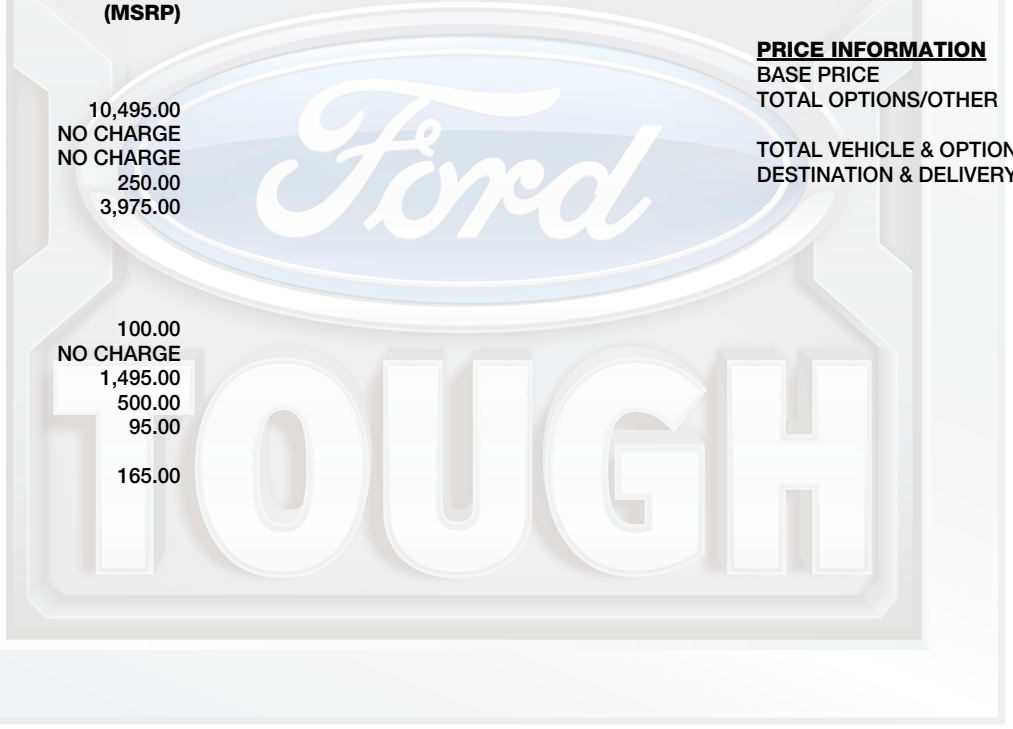 (MSRP)
10,495.00
NO CHARGE
NO CHARGE
250.00
3,975.00
100.00
NO CHARGE
1,495.00
500.00
95.00
165.00
PRICE INFORMATION
BASE PRICE
TOTAL OPTIONS/OTHER
TOTAL VEHICLE & OPTION
DESTINATION & DELIVERY
Ford
TOUGH